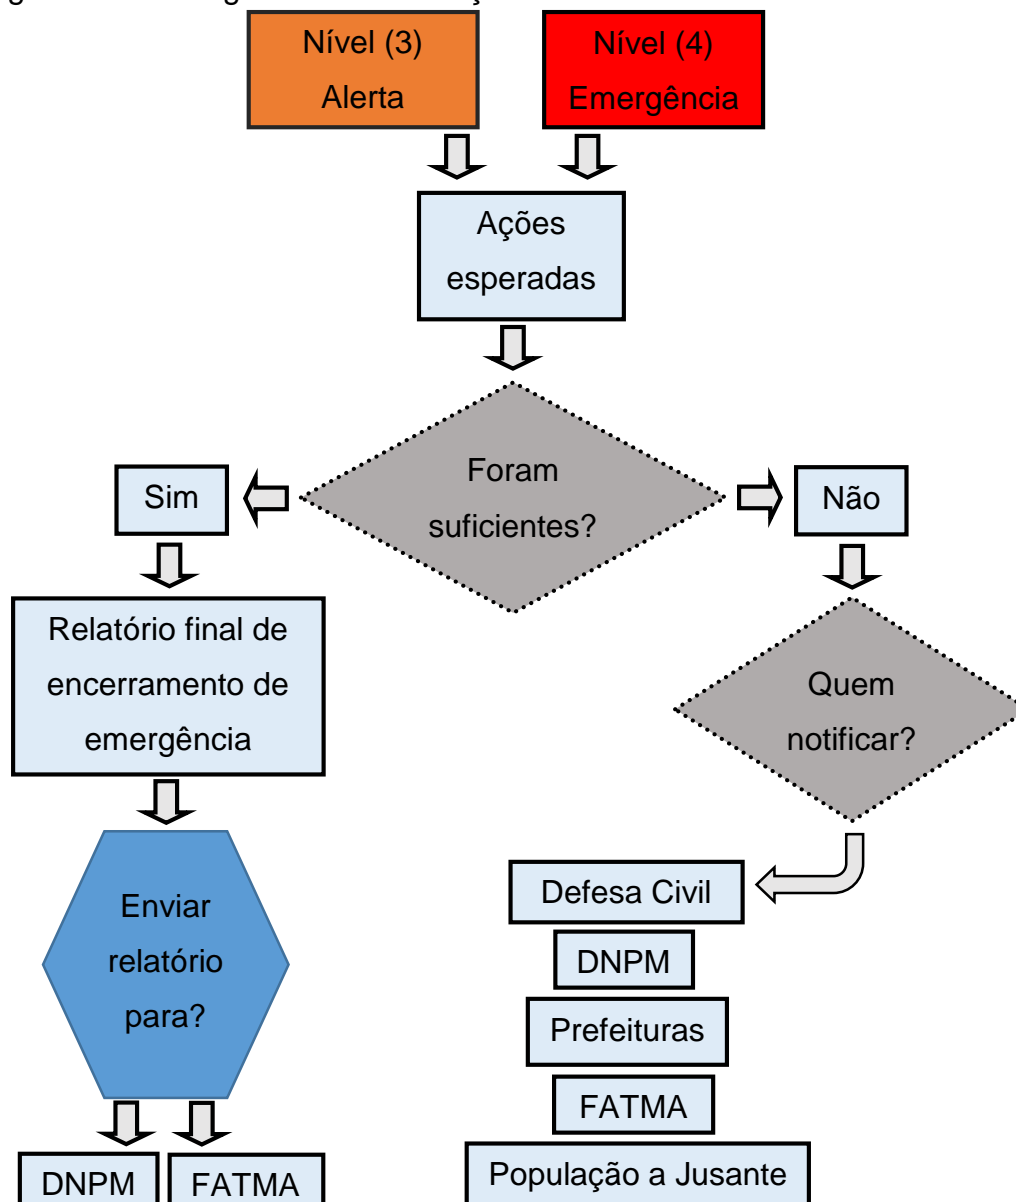 Nível (3)
Alerta
Nível (4)
Emergência
Ações
esperadas
Foram
suficientes?
Sim
Não
Relatório final de
encerramento de
emergência
Quem
notificar?
Enviar
relatório
para?
Defesa Civil
DNPM
Prefeituras
FATMA
População a Jusante
DNPM
FATMA